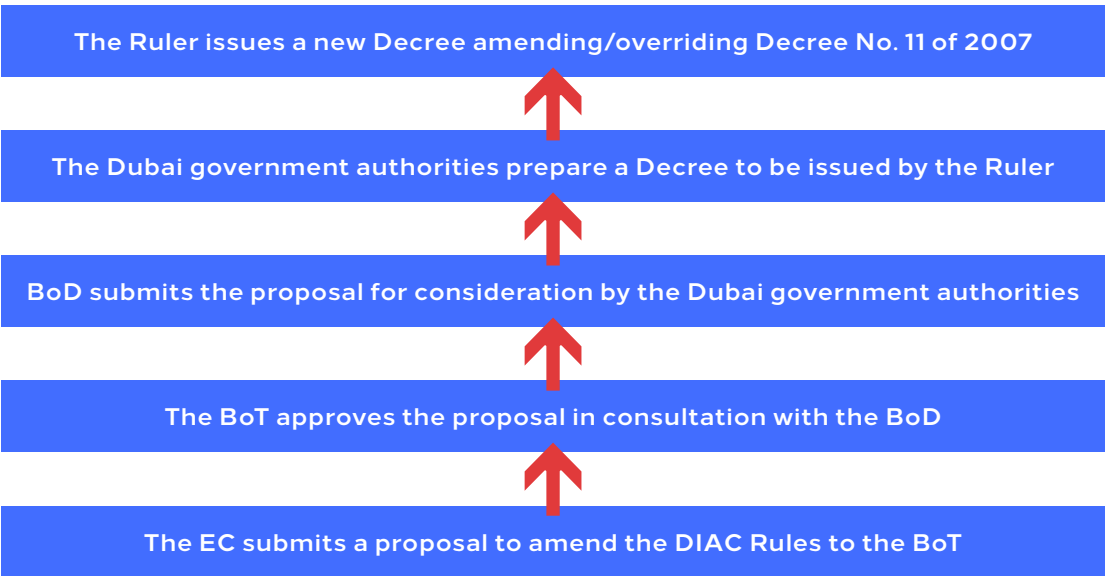 The Ruler issues a new Decree amending/overriding Decree No. 11 of 2007
The Dubai government authorities prepare a Decree to be issued by the Ruler
BoD submits the proposal for consideration by the Dubai government authorities
The BoT approves the proposal in consultation with the BoD
The EC submits a proposal to amend the DIAC Rules to the BoT